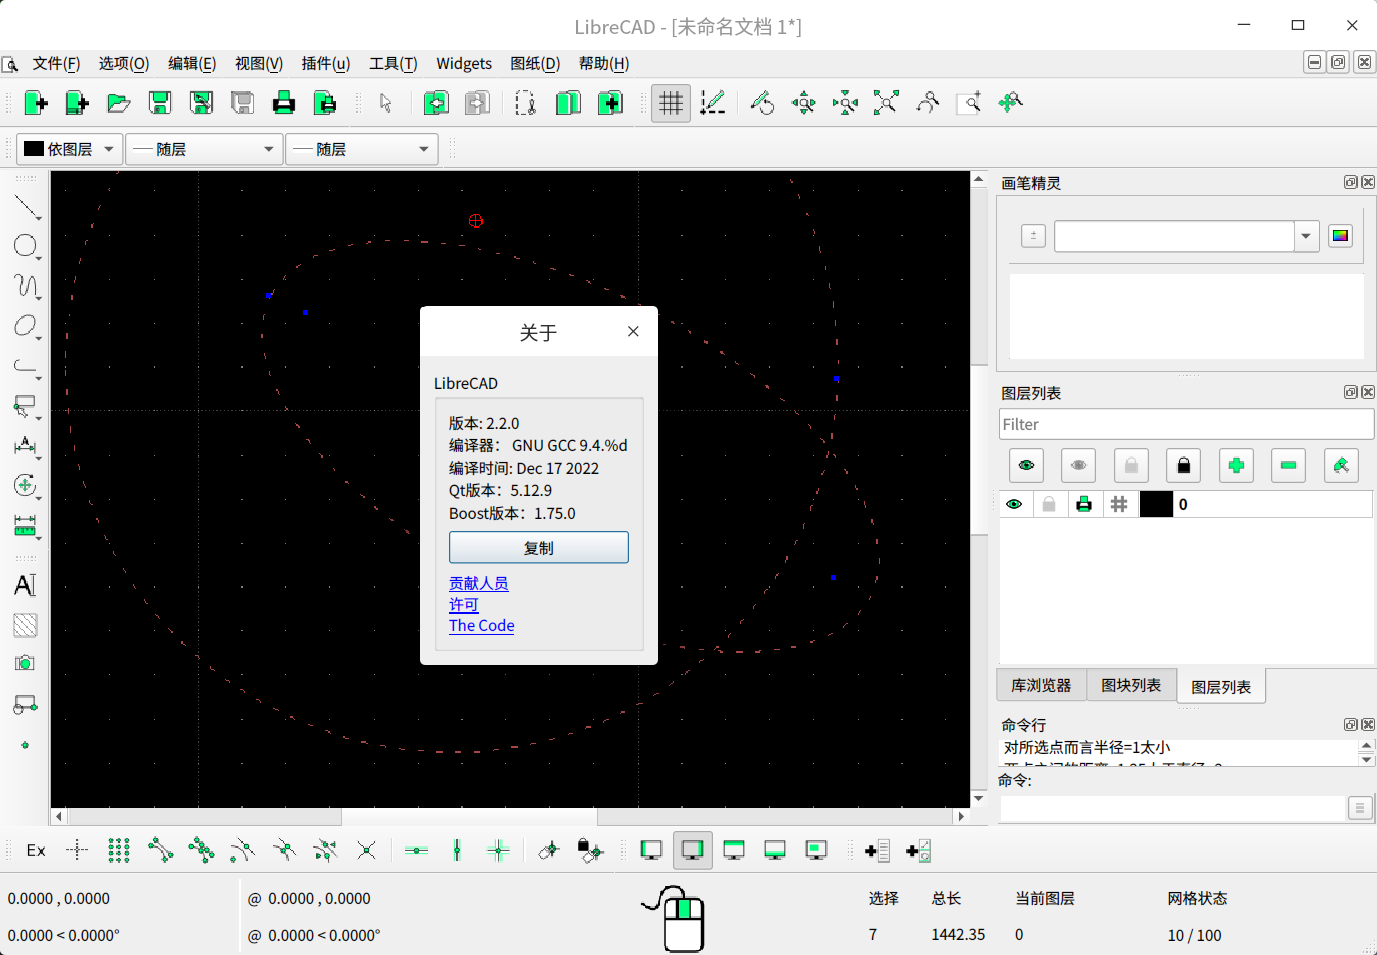 LibreCAD - [未命名文档 1*]
文件(F) 选项(O) 编辑(E) 视图(V) 插件(u) 工具(T) Widgets 图纸(D) 帮助(H)
依图层 随层 随层
画笔精灵
图层列表
Filter
0
库浏览器 图块列表 图层列表
命令行
对所选点而言半径=1太小
命令:
关于
LibreCAD
版本: 2.2.0
编译器： GNU GCC 9.4.%d
编译时间: Dec 17 2022
Qt版本：5.12.9
Boost版本：1.75.0
复制
贡献人员
许可
The Code
Ex
0.0000 , 0.0000 @ 0.0000 , 0.0000 选择 总长 当前图层 网格状态
0.0000 < 0.0000° @ 0.0000 < 0.0000° 7 1442.35 0 10 / 100